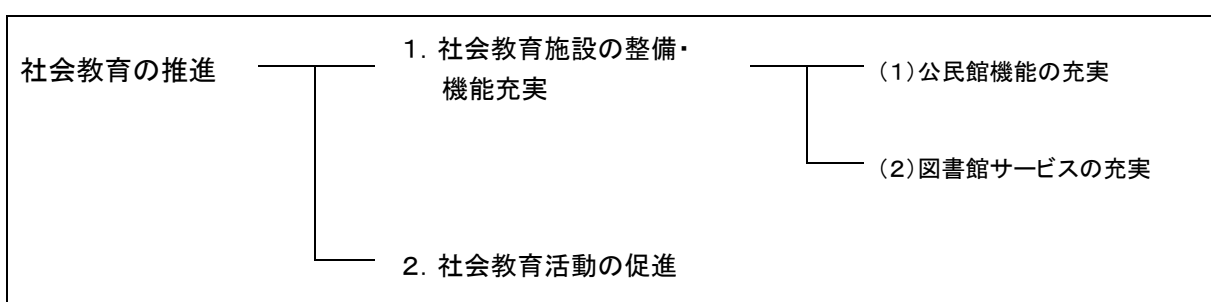 社会教育の推進
1．社会教育施設の整備・
機能充実
（１）公民館機能の充実
（２）図書館サービスの充実
２．社会教育活動の促進